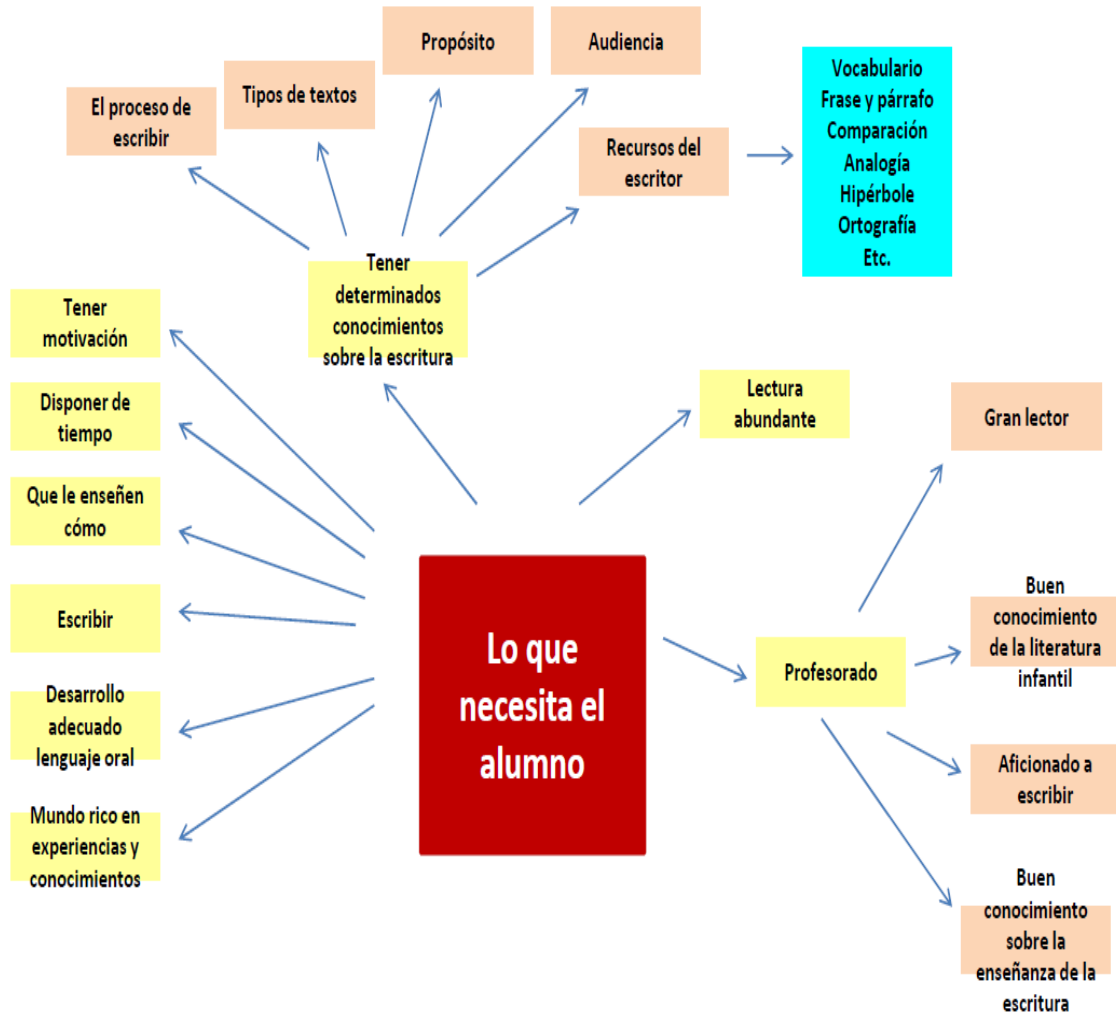 Propósito
Audiencia
Tipos de textos
El proceso de
escribir
Recursos del
escritor
Vocabulario
Frase y párrafo
Comparación
Analogía
Hipérbole
Ortografía
Etc.
Tener
determinados
conocimientos
sobre la escritura
Tener
motivación
Disponer de
tiempo
Que le enseñen
cómo
Escribir
Desarrollo
adecuado
lenguaje oral
Mundo rico en
experiencias y
conocimientos
Lectura
abundante
Lo que
necesita el
alumno
Profesorado
Gran lector
Buen
conocimiento
de la literatura
infantil
Aficionado a
escribir
Buen
conocimiento
sobre la
enseñanza de la
escritura